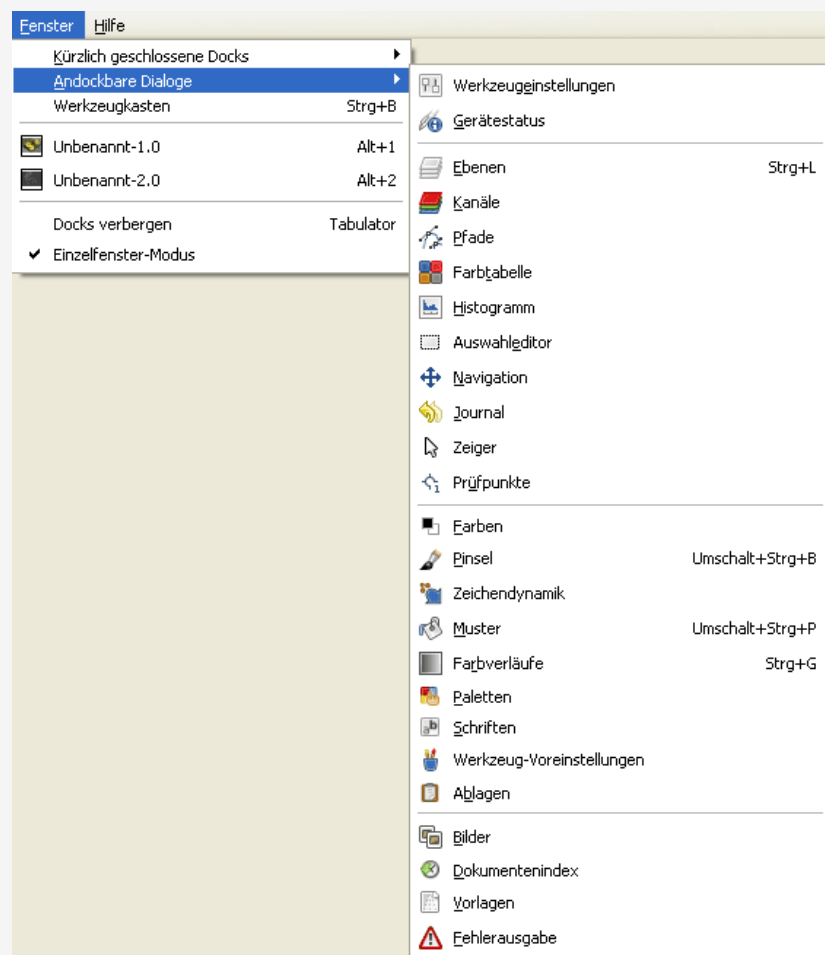 Fenster Hilfe
Kürzlich geschlossene Docks
Andockbare Dialoge
Werkzeugkasten Strg+B
Unbenannt-1.0 Alt+1
Unbenannt-2.0 Alt+2
Docks verbergen Tabulator
Einzelfenster-Modus
Werkzeugeinstellungen
Gerätestatus
Ebenen Strg+L
Kanäle
Pfade
Farbtabelle
Histogramm
Auswahleditor
Navigation
Journal
Zeiger
Prüfpunkte
Farben
Pinsel Umschalt+Strg+B
Zeichendynamik
Muster Umschalt+Strg+P
Farbverläufe Strg+G
Paletten
Schriften
Werkzeug-Voreinstellungen
Ablagen
Bilder
Dokumentenindex
Vorlagen
Fehlerausgabe